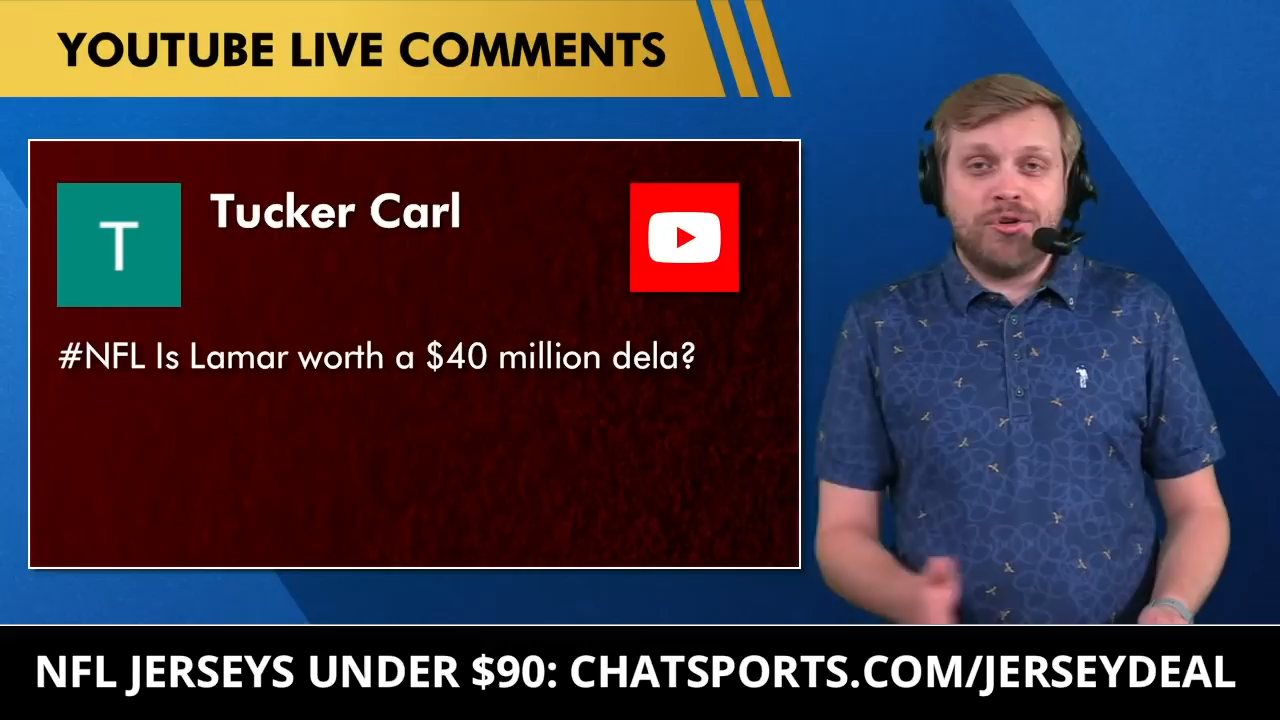 YOUTUBE LIVE COMMENTS
T
Tucker Carl
#NFL Is Lamar worth a $40 million dela?
NFL JERSEYS UNDER $90: CHATSPORTS.COM/JERSEYDEAL